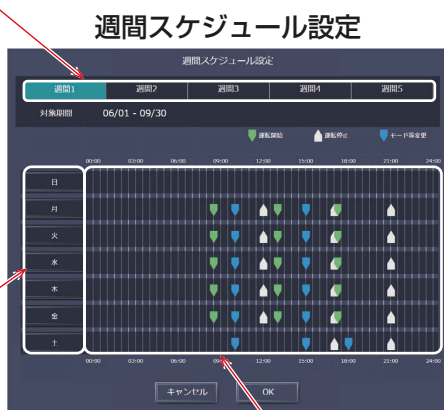 週間スケジュール設定
週間スケジュール設定
週間1 週間2 週間3 週間4 週間5
対象期間 06/01 - 09/30
運転開始 運転停止 モード等変更
00:00 03:00 06:00 09:00 12:00 15:00 18:00 21:00 24:00
日
月
火
水
木
金
土
00:00 03:00 06:00 09:00 12:00 15:00 18:00 21:00 24:00
キャンセル OK